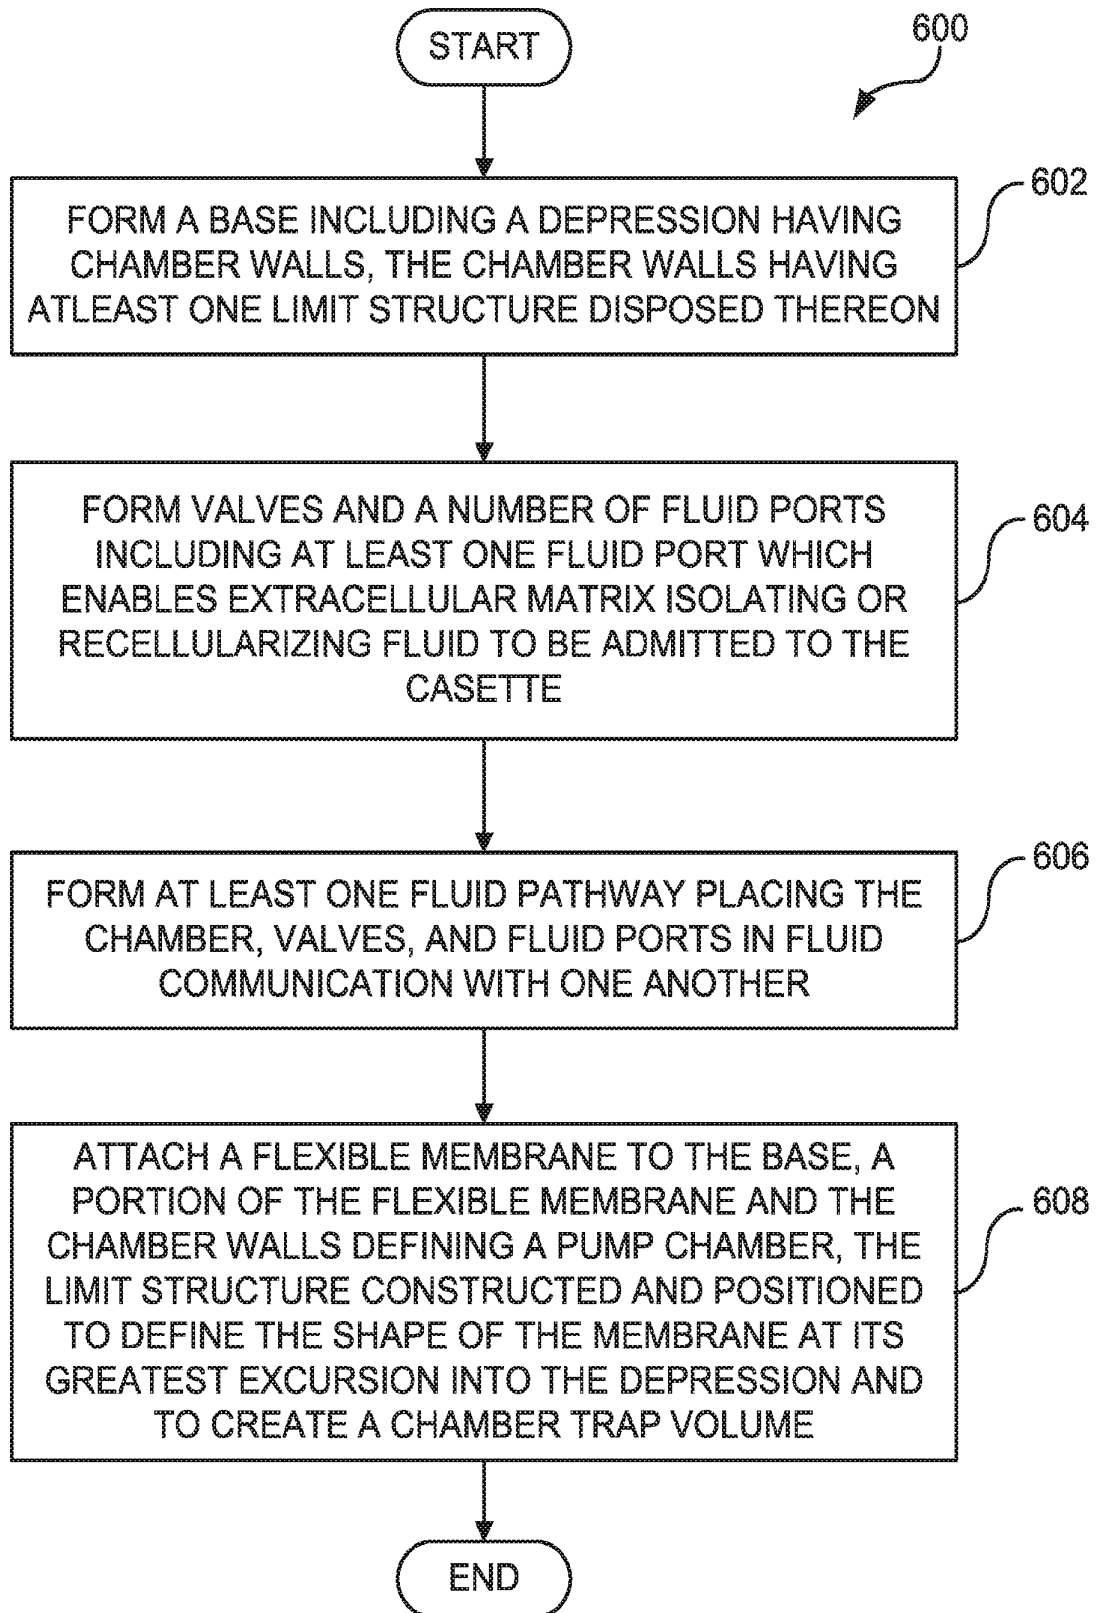 START
600
602
FORM A BASE INCLUDING A DEPRESSION HAVING
CHAMBER WALLS, THE CHAMBER WALLS HAVING
ATLEAST ONE LIMIT STRUCTURE DISPOSED THEREON
604
FORM VALVES AND A NUMBER OF FLUID PORTS
INCLUDING AT LEAST ONE FLUID PORT WHICH
ENABLES EXTRACELLULAR MATRIX ISOLATING OR
RECELLULARIZING FLUID TO BE ADMITTED TO THE
CASETTE
606
FORM AT LEAST ONE FLUID PATHWAY PLACING THE
CHAMBER, VALVES, AND FLUID PORTS IN FLUID
COMMUNICATION WITH ONE ANOTHER
608
ATTACH A FLEXIBLE MEMBRANE TO THE BASE, A
PORTION OF THE FLEXIBLE MEMBRANE AND THE
CHAMBER WALLS DEFINING A PUMP CHAMBER, THE
LIMIT STRUCTURE CONSTRUCTED AND POSITIONED
TO DEFINE THE SHAPE OF THE MEMBRANE AT ITS
GREATEST EXCURSION INTO THE DEPRESSION AND
TO CREATE A CHAMBER TRAP VOLUME
END